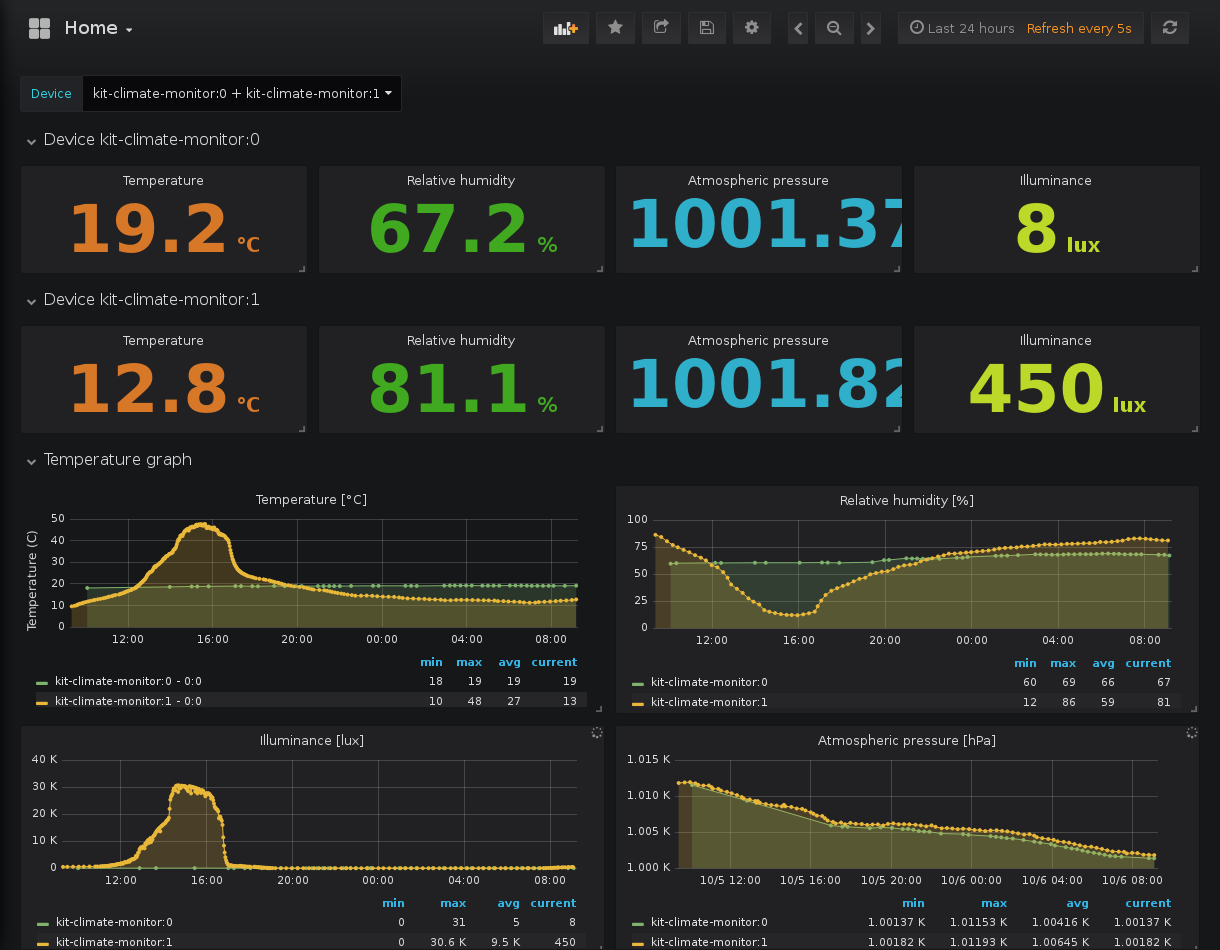 Home
Last 24 hours Refresh every 5s
Device kit-climate-monitor:0 + kit-climate-monitor:1
Device kit-climate-monitor:0
Temperature Relative humidity Atmospheric pressure Illuminance
19.2 °C 67.2 % 1001.37 8 lux
Device kit-climate-monitor:1
Temperature Relative humidity Atmospheric pressure Illuminance
12.8 °C 81.1 % 1001.82 450 lux
Temperature graph
Temperature [°C]
Temperature (C)
50
40
30
20
10
0
12:00 16:00 20:00 00:00 04:00 08:00
min max avg current
kit-climate-monitor:0 - 0:0 18 19 19 19
kit-climate-monitor:1 - 0:0 10 48 27 13
Relative humidity [%]
100
75
50
25
0
12:00 16:00 20:00 00:00 04:00 08:00
min max avg current
kit-climate-monitor:0 60 69 66 67
kit-climate-monitor:1 12 86 59 81
Illuminance [lux]
40 K
30 K
20 K
10 K
0
12:00 16:00 20:00 00:00 04:00 08:00
min max avg current
kit-climate-monitor:0 0 31 5 8
kit-climate-monitor:1 0 30.6 K 9.5 K 450
Atmospheric pressure [hPa]
1.015 K
1.010 K
1.005 K
1.000 K
10/5 12:00 10/5 16:00 10/5 20:00 10/6 00:00 10/6 04:00 10/6 08:00
min max avg current
kit-climate-monitor:0 1.00137 K 1.01153 K 1.00416 K 1.00137 K
kit-climate-monitor:1 1.00182 K 1.01193 K 1.00645 K 1.00182 K